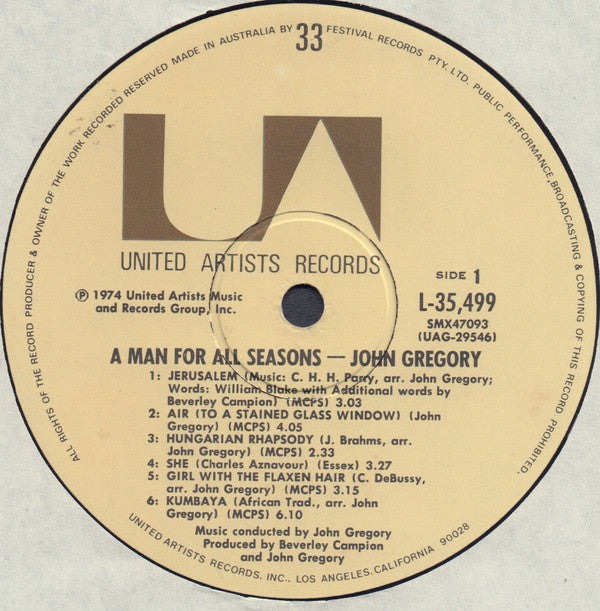 ALL RIGHTS OF THE RECORD PRODUCER & OWNER OF THE WORK RECORDED RESERVED MADE IN AUSTRALIA BY FESTIVAL RECORDS PTY. LTD. PUBLIC PERFORMANCE, BROADCASTING & COPYING OF THIS RECORD PROHIBITED.
33
UA
UNITED ARTISTS RECORDS
SIDE 1
Ⓟ 1974 United Artists Music
and Records Group, Inc.
L-35,499
SMX47093
(UAG-29546)
A MAN FOR ALL SEASONS — JOHN GREGORY
1: JERUSALEM (Music: C. H. H. Parry, arr. John Gregory;
Words: William Blake with Additional words by
Beverley Campion) (MCPS) 3.03
2: AIR (TO A STAINED GLASS WINDOW) (John
Gregory) (MCPS) 4.05
3: HUNGARIAN RHAPSODY (J. Brahms, arr.
John Gregory) (MCPS) 2.33
4: SHE (Charles Aznavour) (Essex) 3.27
5: GIRL WITH THE FLAXEN HAIR (C. DeBussy,
arr. John Gregory) (MCPS) 3.15
6: KUMBAYA (African Trad., arr. John
Gregory) (MCPS) 6.10
Music conducted by John Gregory
Produced by Beverley Campion
and John Gregory
UNITED ARTISTS RECORDS, INC., LOS ANGELES, CALIFORNIA 90028